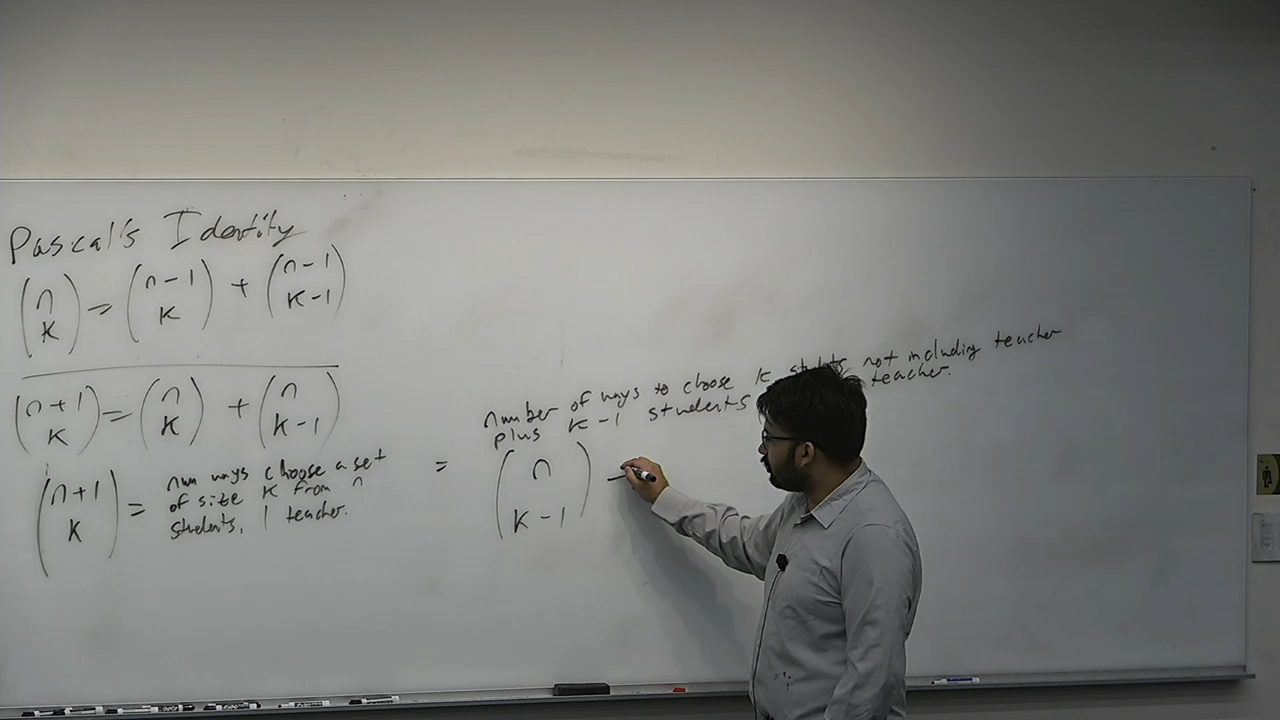 Pascal's Identity
(n k) = (n-1 k) + (n-1 k-1)
(n+1 k) = (n k) + (n k-1)
(n+1 k) = num ways choose a set
of size k from n
students, 1 teacher.
=
number of ways to choose k not including teacher
plus k-1 students teacher.
(n k-1)